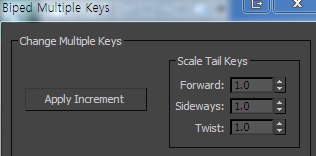 Biped Multiple Keys
Change Multiple Keys
Scale Tail Keys
Forward: 1.0
Apply Increment
Sideways: 1.0
Twist: 1.0